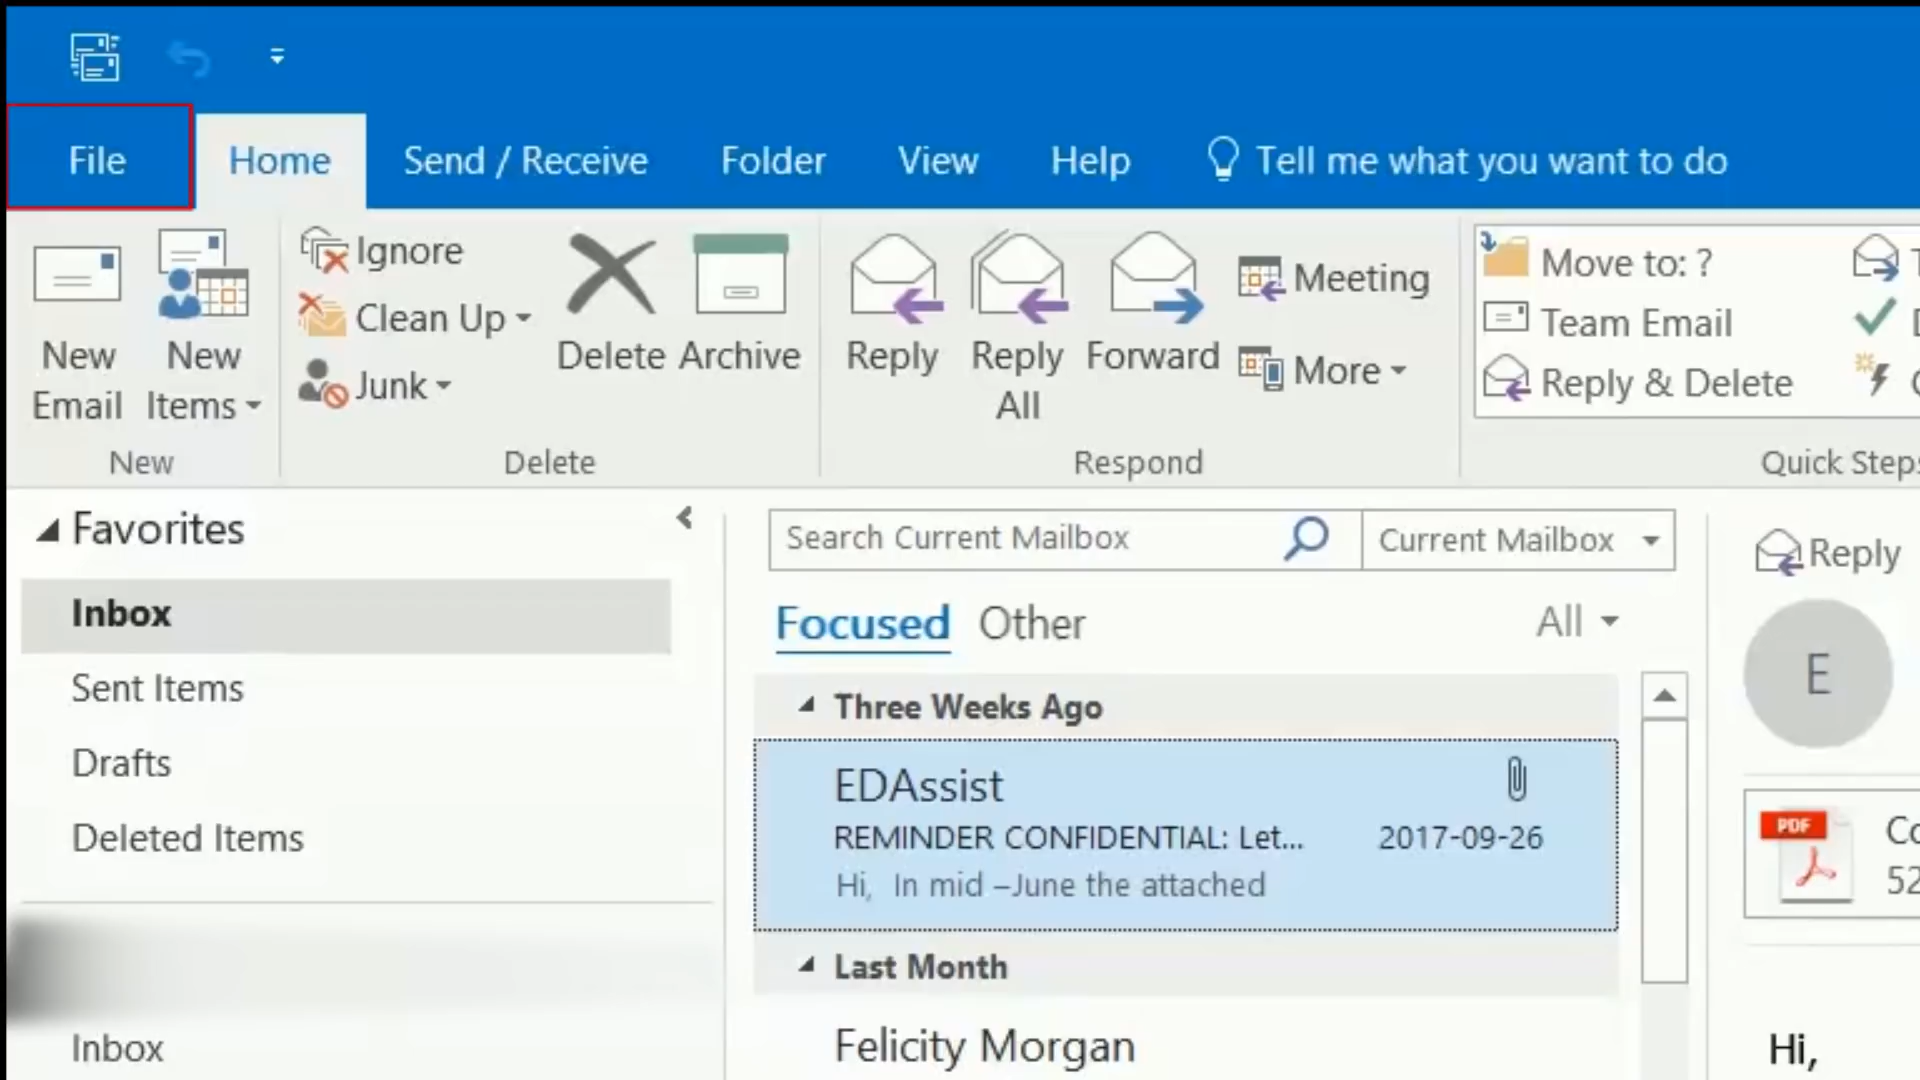 File Home Send / Receive Folder View Help Tell me what you want to do
Ignore
Clean Up
Junk
New
Email
New
Items
Delete Archive
Reply
Reply
All
Forward
Meeting
More
Move to: ?
Team Email
Reply & Delete
New Delete Respond Quick Steps
Favorites
Inbox
Sent Items
Drafts
Deleted Items
Inbox
Search Current Mailbox Current Mailbox
Focused Other All
Three Weeks Ago
EDAssist
REMINDER CONFIDENTIAL: Let... 2017-09-26
Hi, In mid –June the attached
Last Month
Felicity Morgan
Reply
E
PDF
Hi,